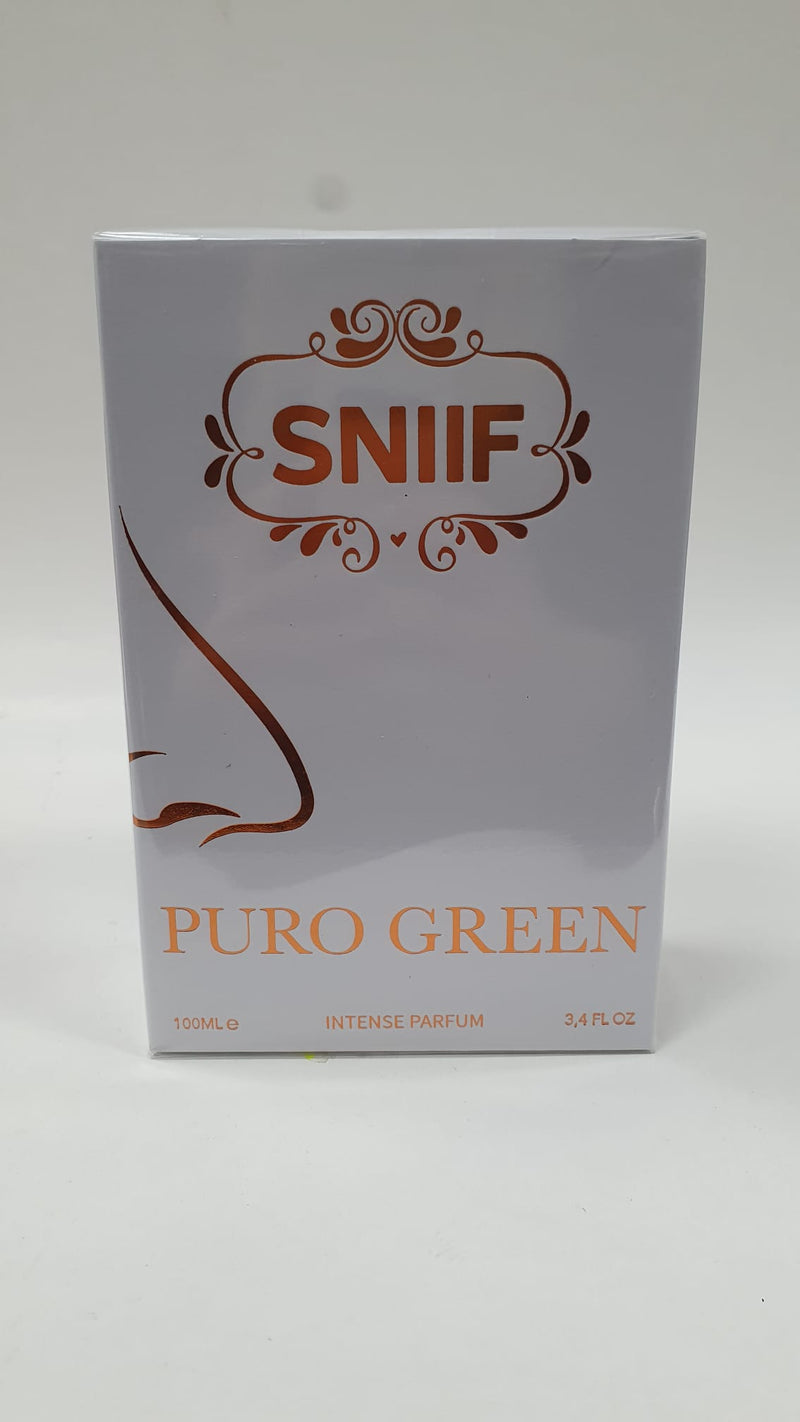 SNIIF
PURO GREEN
100ML e INTENSE PARFUM 3,4 FL OZ